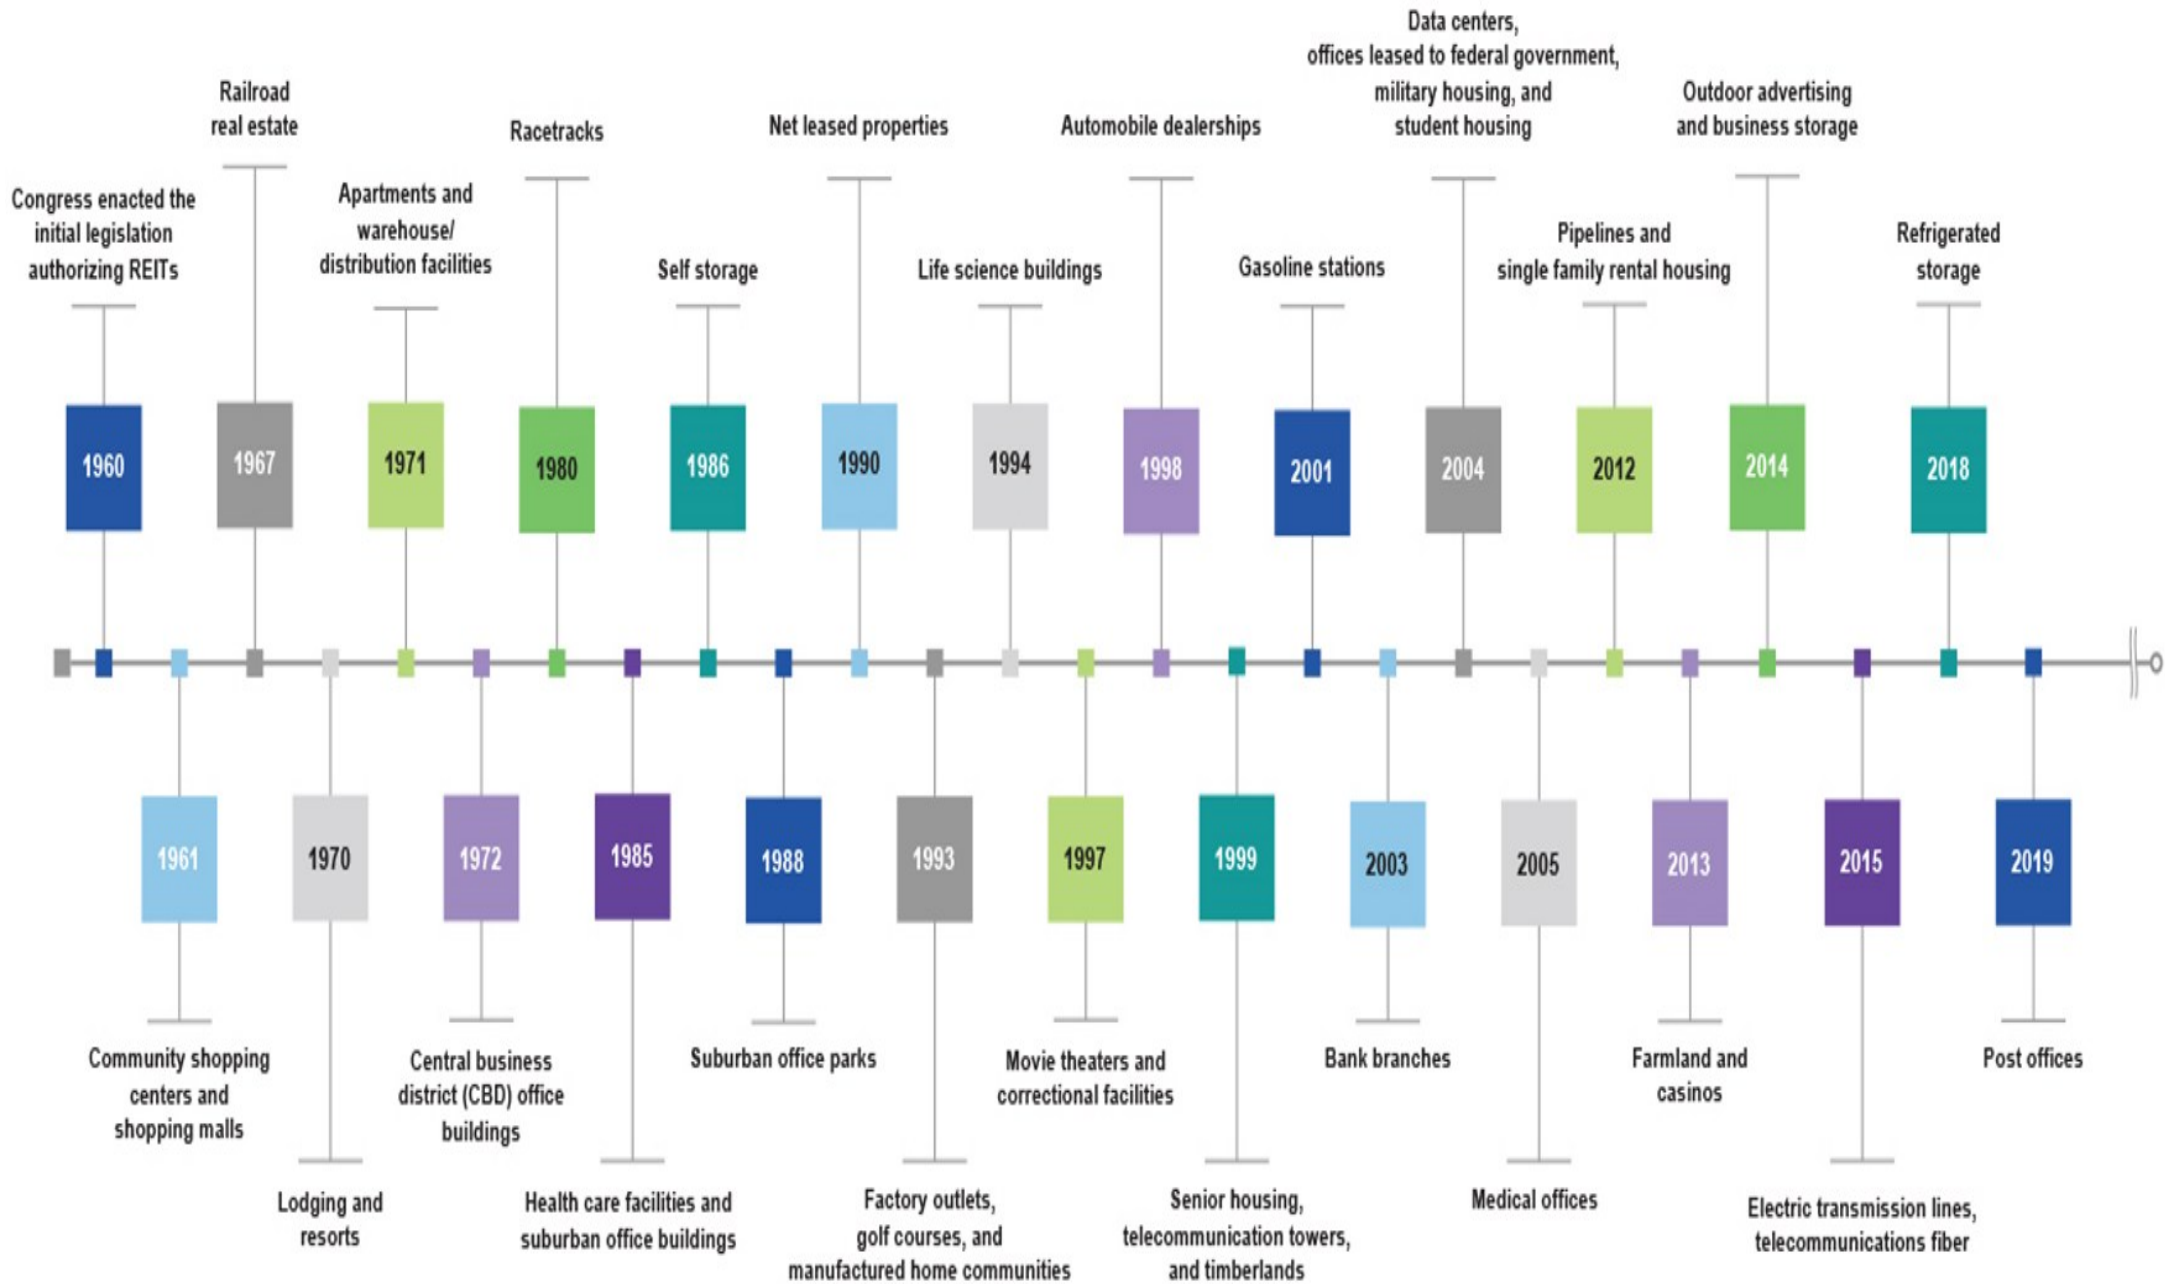 Congress enacted the
initial legislation
authorizing REITs
1960
Community shopping
centers and
shopping malls
1961
Railroad
real estate
1967
Lodging and
resorts
1970
Apartments and
warehouse/
distribution facilities
1971
Central business
district (CBD) office
buildings
1972
Racetracks
1980
Health care facilities and
suburban office buildings
1985
Self storage
1986
Suburban office parks
1988
Net leased properties
1990
Factory outlets,
golf courses, and
manufactured home communities
1993
Life science buildings
1994
Movie theaters and
correctional facilities
1997
Automobile dealerships
1998
Senior housing,
telecommunication towers,
and timberlands
1999
Gasoline stations
2001
Bank branches
2003
Data centers,
offices leased to federal government,
military housing, and
student housing
2004
Medical offices
2005
Pipelines and
single family rental housing
2012
Farmland and
casinos
2013
Outdoor advertising
and business storage
2014
Electric transmission lines,
telecommunications fiber
2015
Refrigerated
storage
2018
Post offices
2019